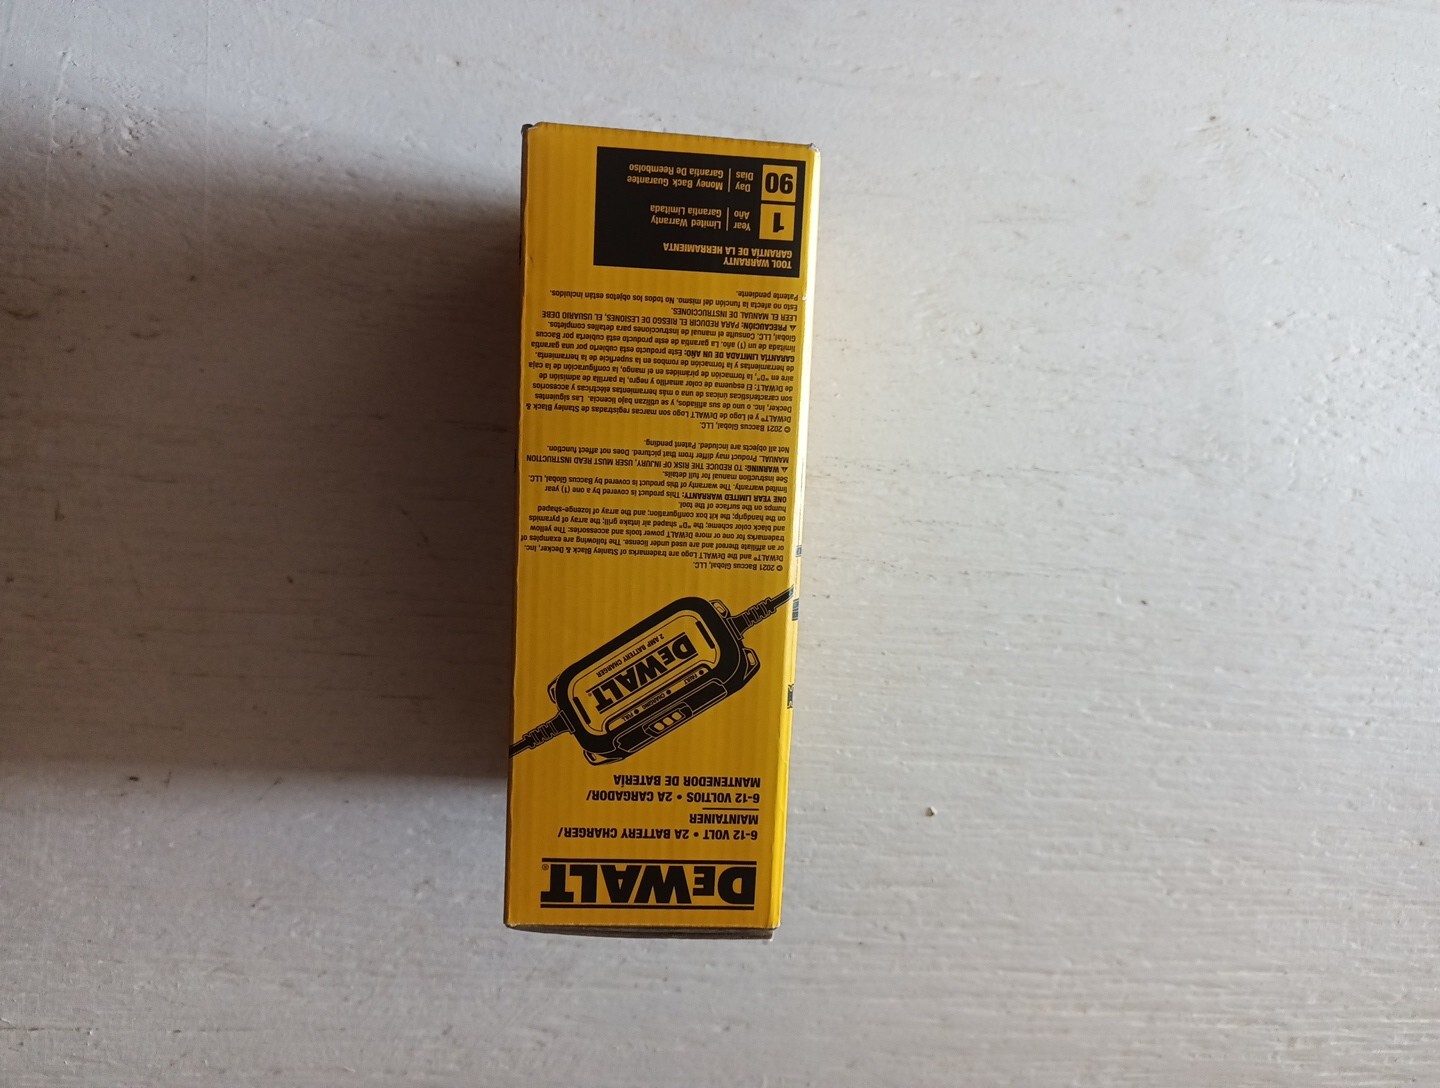 DEWALT®
6-12 VOLT • 2A BATTERY CHARGER/
MAINTAINER
6-12 VOLTIOS • 2A CARGADOR/
MANTENEDOR DE BATERÍA
FULL
CHARGING
FAULT
DEWALT
2 AMP BATTERY CHARGER
© 2021 Baccus Global, LLC.
DEWALT® and the DEWALT Logo are trademarks of Stanley Black & Decker, Inc.
or an affiliate thereof and are used under license. The following are examples of
trademarks for one or more DEWALT power tools and accessories: The yellow
and black color scheme; the "D" shaped air intake grill; the array of pyramids
on the handgrip; the kit box configuration; and the array of lozenge-shaped
humps on the surface of the tool.
ONE YEAR LIMITED WARRANTY: This product is covered by a one (1) year
limited warranty. The warranty of this product is covered by Baccus Global, LLC.
See instruction manual for full details.
⚠ WARNING: TO REDUCE THE RISK OF INJURY, USER MUST READ INSTRUCTION
MANUAL. Product may differ from that pictured. Does not affect function.
Not all objects are included. Patent pending.
© 2021 Baccus Global, LLC.
DEWALT® y el Logo de DEWALT son marcas registradas de Stanley Black &
Decker, Inc. o uno de sus afiliados, y se utilizan bajo licencia. Las siguientes
son características únicas de una o más herramientas eléctricas y accesorios
de DEWALT: El esquema de color amarillo y negro, la parrilla de admisión de
aire en "D", la formación de pirámides en el mango, la configuración de la caja
de herramientas y la formación de rombos en la superficie de la herramienta.
GARANTÍA LIMITADA DE UN AÑO: Este producto está cubierto por una garantía
limitada de un (1) año. La garantía de este producto está cubierta por Baccus
Global, LLC. Consulte el manual de instrucciones para detalles completos.
⚠ PRECAUCIÓN: PARA REDUCIR EL RIESGO DE LESIONES, EL USUARIO DEBE
LEER EL MANUAL DE INSTRUCCIONES.
Esto no afecta la función del mismo. No todos los objetos están incluidos.
Patente pendiente.
TOOL WARRANTY
GARANTÍA DE LA HERRAMIENTA
1 Year Limited Warranty
Año Garantía Limitada
90 Day Money Back Guarantee
Días Garantía De Reembolso